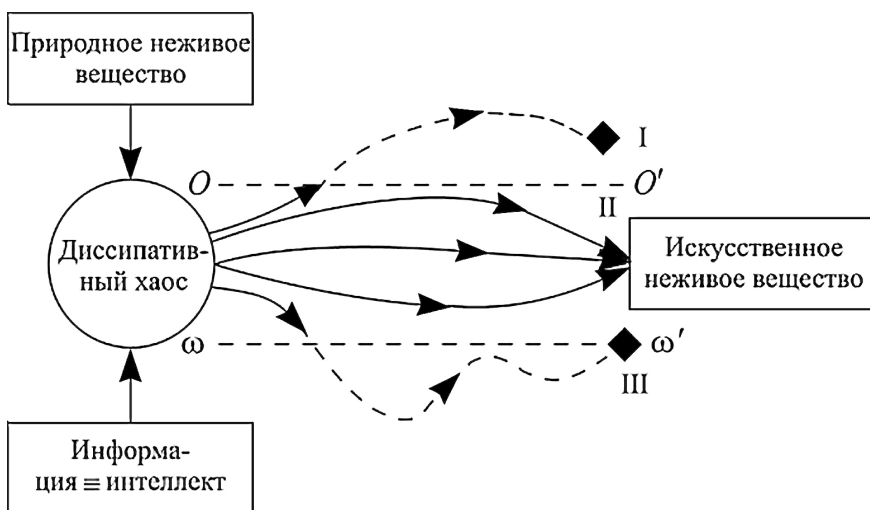 Природное неживое
вещество
I
O
O′
II
Диссипатив-
ный хаос
Искусственное
неживое вещество
ω
ω′
III
Информа-
ция ≡ интеллект